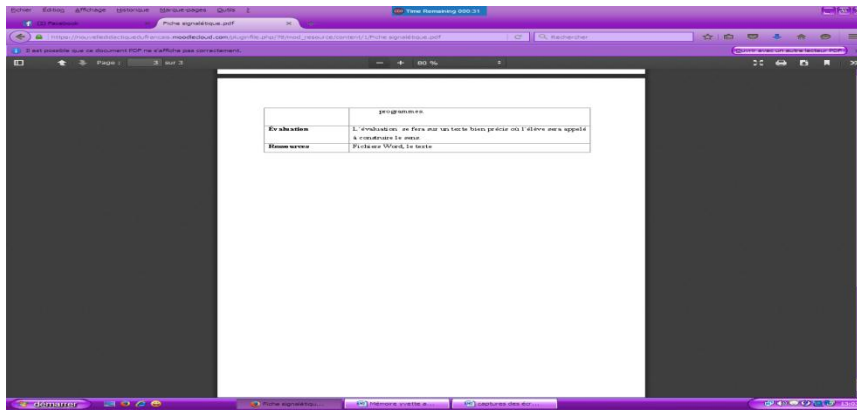 Fichier Édition Affichage Historique Marque-pages Outils ?
Time Remaining 000:31
(2) Facebook
Fiche signalétique.pdf
Rechercher
Il est possible que ce document PDF ne s'affiche pas correctement.
Ouvrir avec un autre lecteur PDF
Page : 3 sur 3
80 %
programmes
Evaluation L'évaluation se fera sur un texte bien précis où l'élève sera appelé
à construire le sens
Ressources Fichiers Word, le texte
démarrer
Fiche signalétiqu...
Mémoire yvette a...
captures des écr...